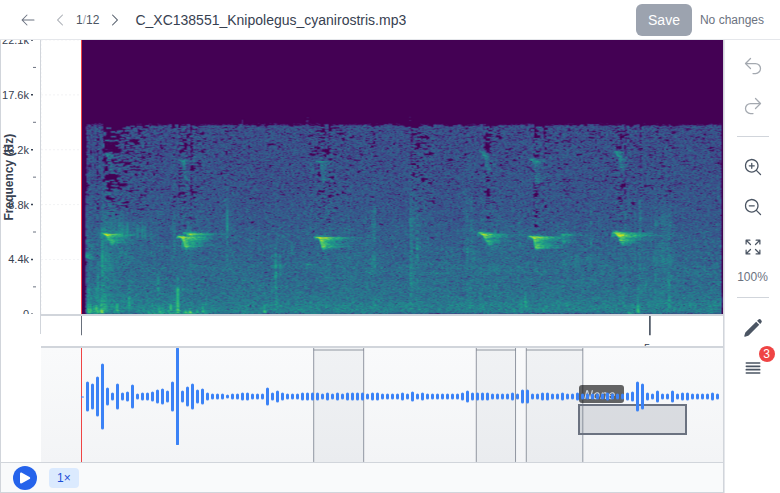 1/12
C_XC138551_Knipolegus_cyanirostris.mp3
Save
No changes
22.1k
17.6k
Frequency (Hz)
8.8k
4.4k
0
100%
3
None
1×